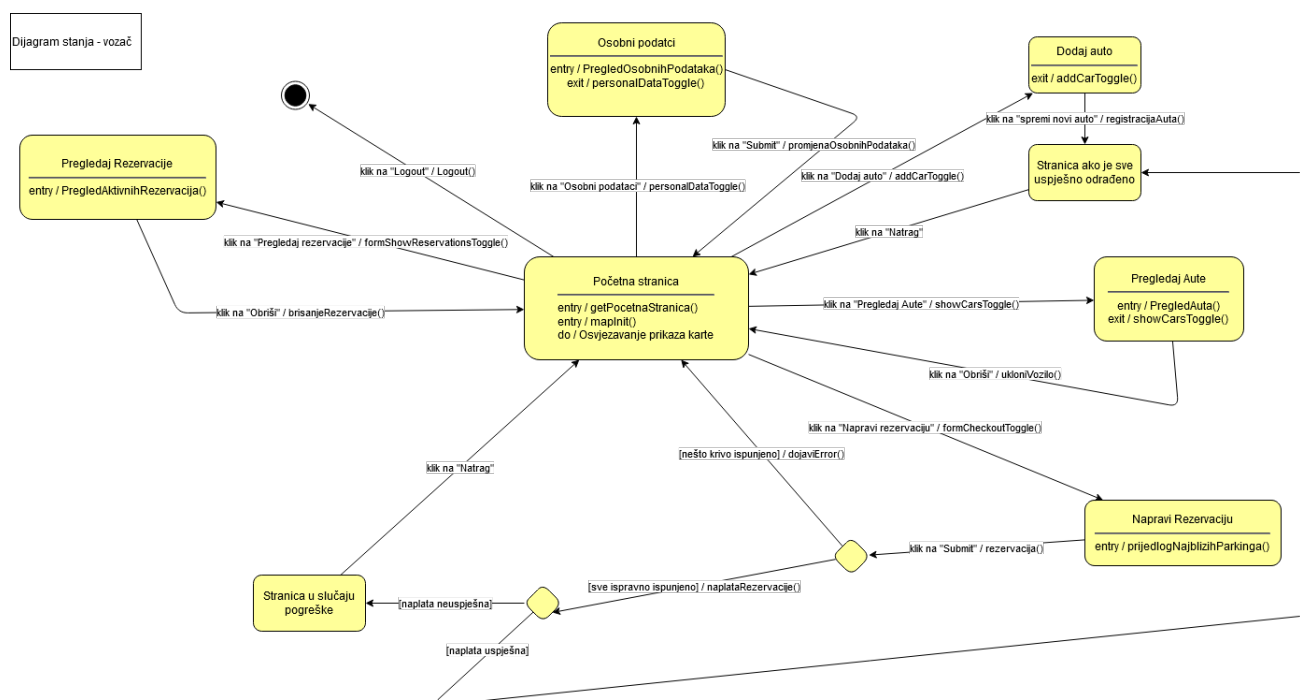 Dijagram stanja - vozač
Osobni podatci
entry / PregledOsobnihPodataka()
exit / personalDataToggle()
Dodaj auto
exit / addCarToggle()
klik na "spremi novi auto" / registracijaAuta()
klik na "Submit" / promjenaOsobnihPodataka()
Pregledaj Rezervacije
entry / PregledAktivnihRezervacija()
klik na "Logout" / Logout()
klik na "Osobni podataci" / personalDataToggle()
klik na "Dodaj auto" / addCarToggle()
Stranica ako je sve
uspješno odrađeno
klik na "Natrag"
klik na "Pregledaj rezervacije" / formShowReservationsToggle()
Početna stranica
entry / getPocetnaStranica()
entry / mapInit()
do / Osvjezavanje prikaza karte
Pregledaj Aute
entry / PregledAuta()
exit / showCarsToggle()
klik na "Pregledaj Aute" / showCarsToggle()
klik na "Obriši" / brisanjeRezervacije()
klik na "Obriši" / ukloniVozilo()
klik na "Napravi rezervaciju" / formCheckoutToggle()
[nešto krivo ispunjeno] / dojaviError()
klik na "Natrag"
Napravi Rezervaciju
entry / prijedlogNajblizihParkinga()
klik na "Submit" / rezervacija()
[sve ispravno ispunjeno] / naplataRezervacije()
Stranica u slučaju
pogreške
[naplata neuspješna]
[naplata uspješna]